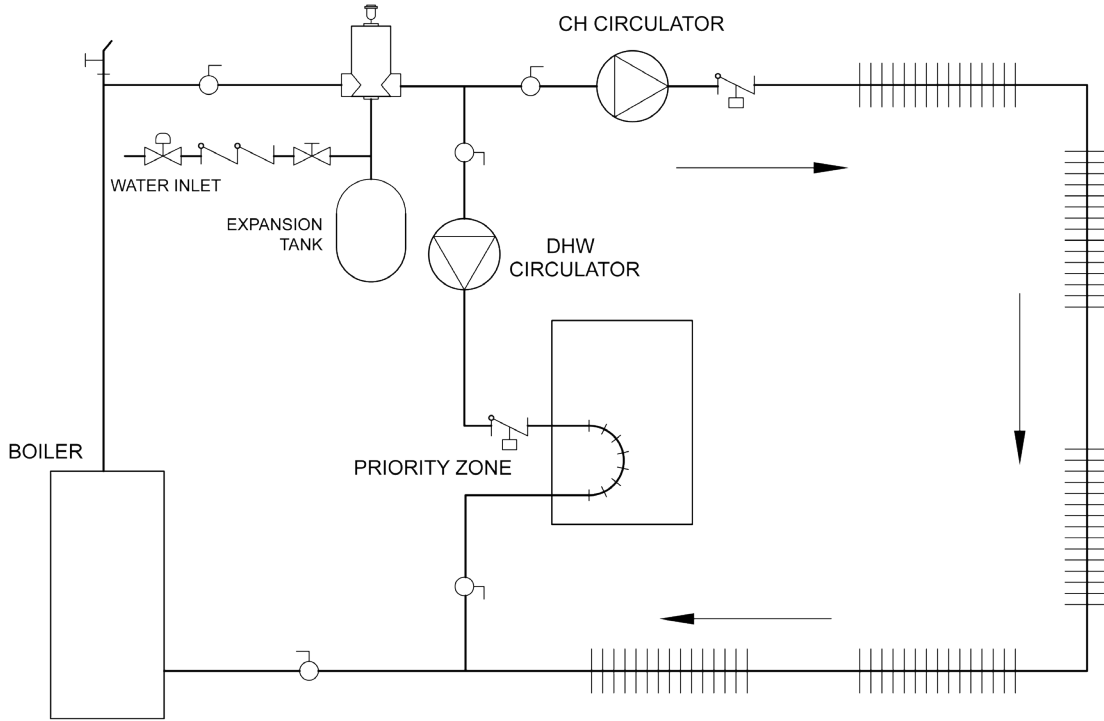 CH CIRCULATOR
WATER INLET
EXPANSION
TANK
DHW
CIRCULATOR
BOILER
PRIORITY ZONE